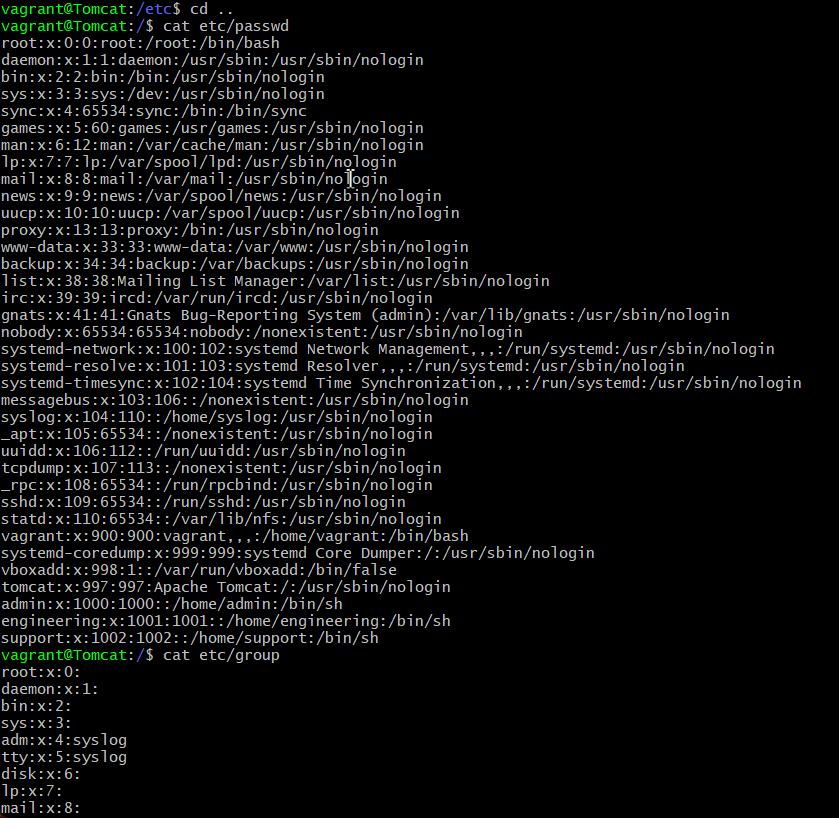 vagrant@Tomcat:/etc$ cd ..
vagrant@Tomcat:/$ cat etc/passwd
root:x:0:0:root:/root:/bin/bash
daemon:x:1:1:daemon:/usr/sbin:/usr/sbin/nologin
bin:x:2:2:bin:/bin:/usr/sbin/nologin
sys:x:3:3:sys:/dev:/usr/sbin/nologin
sync:x:4:65534:sync:/bin:/bin/sync
games:x:5:60:games:/usr/games:/usr/sbin/nologin
man:x:6:12:man:/var/cache/man:/usr/sbin/nologin
lp:x:7:7:lp:/var/spool/lpd:/usr/sbin/nologin
mail:x:8:8:mail:/var/mail:/usr/sbin/nologin
news:x:9:9:news:/var/spool/news:/usr/sbin/nologin
uucp:x:10:10:uucp:/var/spool/uucp:/usr/sbin/nologin
proxy:x:13:13:proxy:/bin:/usr/sbin/nologin
www-data:x:33:33:www-data:/var/www:/usr/sbin/nologin
backup:x:34:34:backup:/var/backups:/usr/sbin/nologin
list:x:38:38:Mailing List Manager:/var/list:/usr/sbin/nologin
irc:x:39:39:ircd:/var/run/ircd:/usr/sbin/nologin
gnats:x:41:41:Gnats Bug-Reporting System (admin):/var/lib/gnats:/usr/sbin/nologin
nobody:x:65534:65534:nobody:/nonexistent:/usr/sbin/nologin
systemd-network:x:100:102:systemd Network Management,,,:/run/systemd:/usr/sbin/nologin
systemd-resolve:x:101:103:systemd Resolver,,,:/run/systemd:/usr/sbin/nologin
systemd-timesync:x:102:104:systemd Time Synchronization,,,:/run/systemd:/usr/sbin/nologin
messagebus:x:103:106::/nonexistent:/usr/sbin/nologin
syslog:x:104:110::/home/syslog:/usr/sbin/nologin
_apt:x:105:65534::/nonexistent:/usr/sbin/nologin
uuidd:x:106:112::/run/uuidd:/usr/sbin/nologin
tcpdump:x:107:113::/nonexistent:/usr/sbin/nologin
_rpc:x:108:65534::/run/rpcbind:/usr/sbin/nologin
sshd:x:109:65534::/run/sshd:/usr/sbin/nologin
statd:x:110:65534::/var/lib/nfs:/usr/sbin/nologin
vagrant:x:900:900:vagrant,,,:/home/vagrant:/bin/bash
systemd-coredump:x:999:999:systemd Core Dumper:/:/usr/sbin/nologin
vboxadd:x:998:1::/var/run/vboxadd:/bin/false
tomcat:x:997:997:Apache Tomcat:/:/usr/sbin/nologin
admin:x:1000:1000::/home/admin:/bin/sh
engineering:x:1001:1001::/home/engineering:/bin/sh
support:x:1002:1002::/home/support:/bin/sh
vagrant@Tomcat:/$ cat etc/group
root:x:0:
daemon:x:1:
bin:x:2:
sys:x:3:
adm:x:4:syslog
tty:x:5:syslog
disk:x:6:
lp:x:7:
mail:x:8: